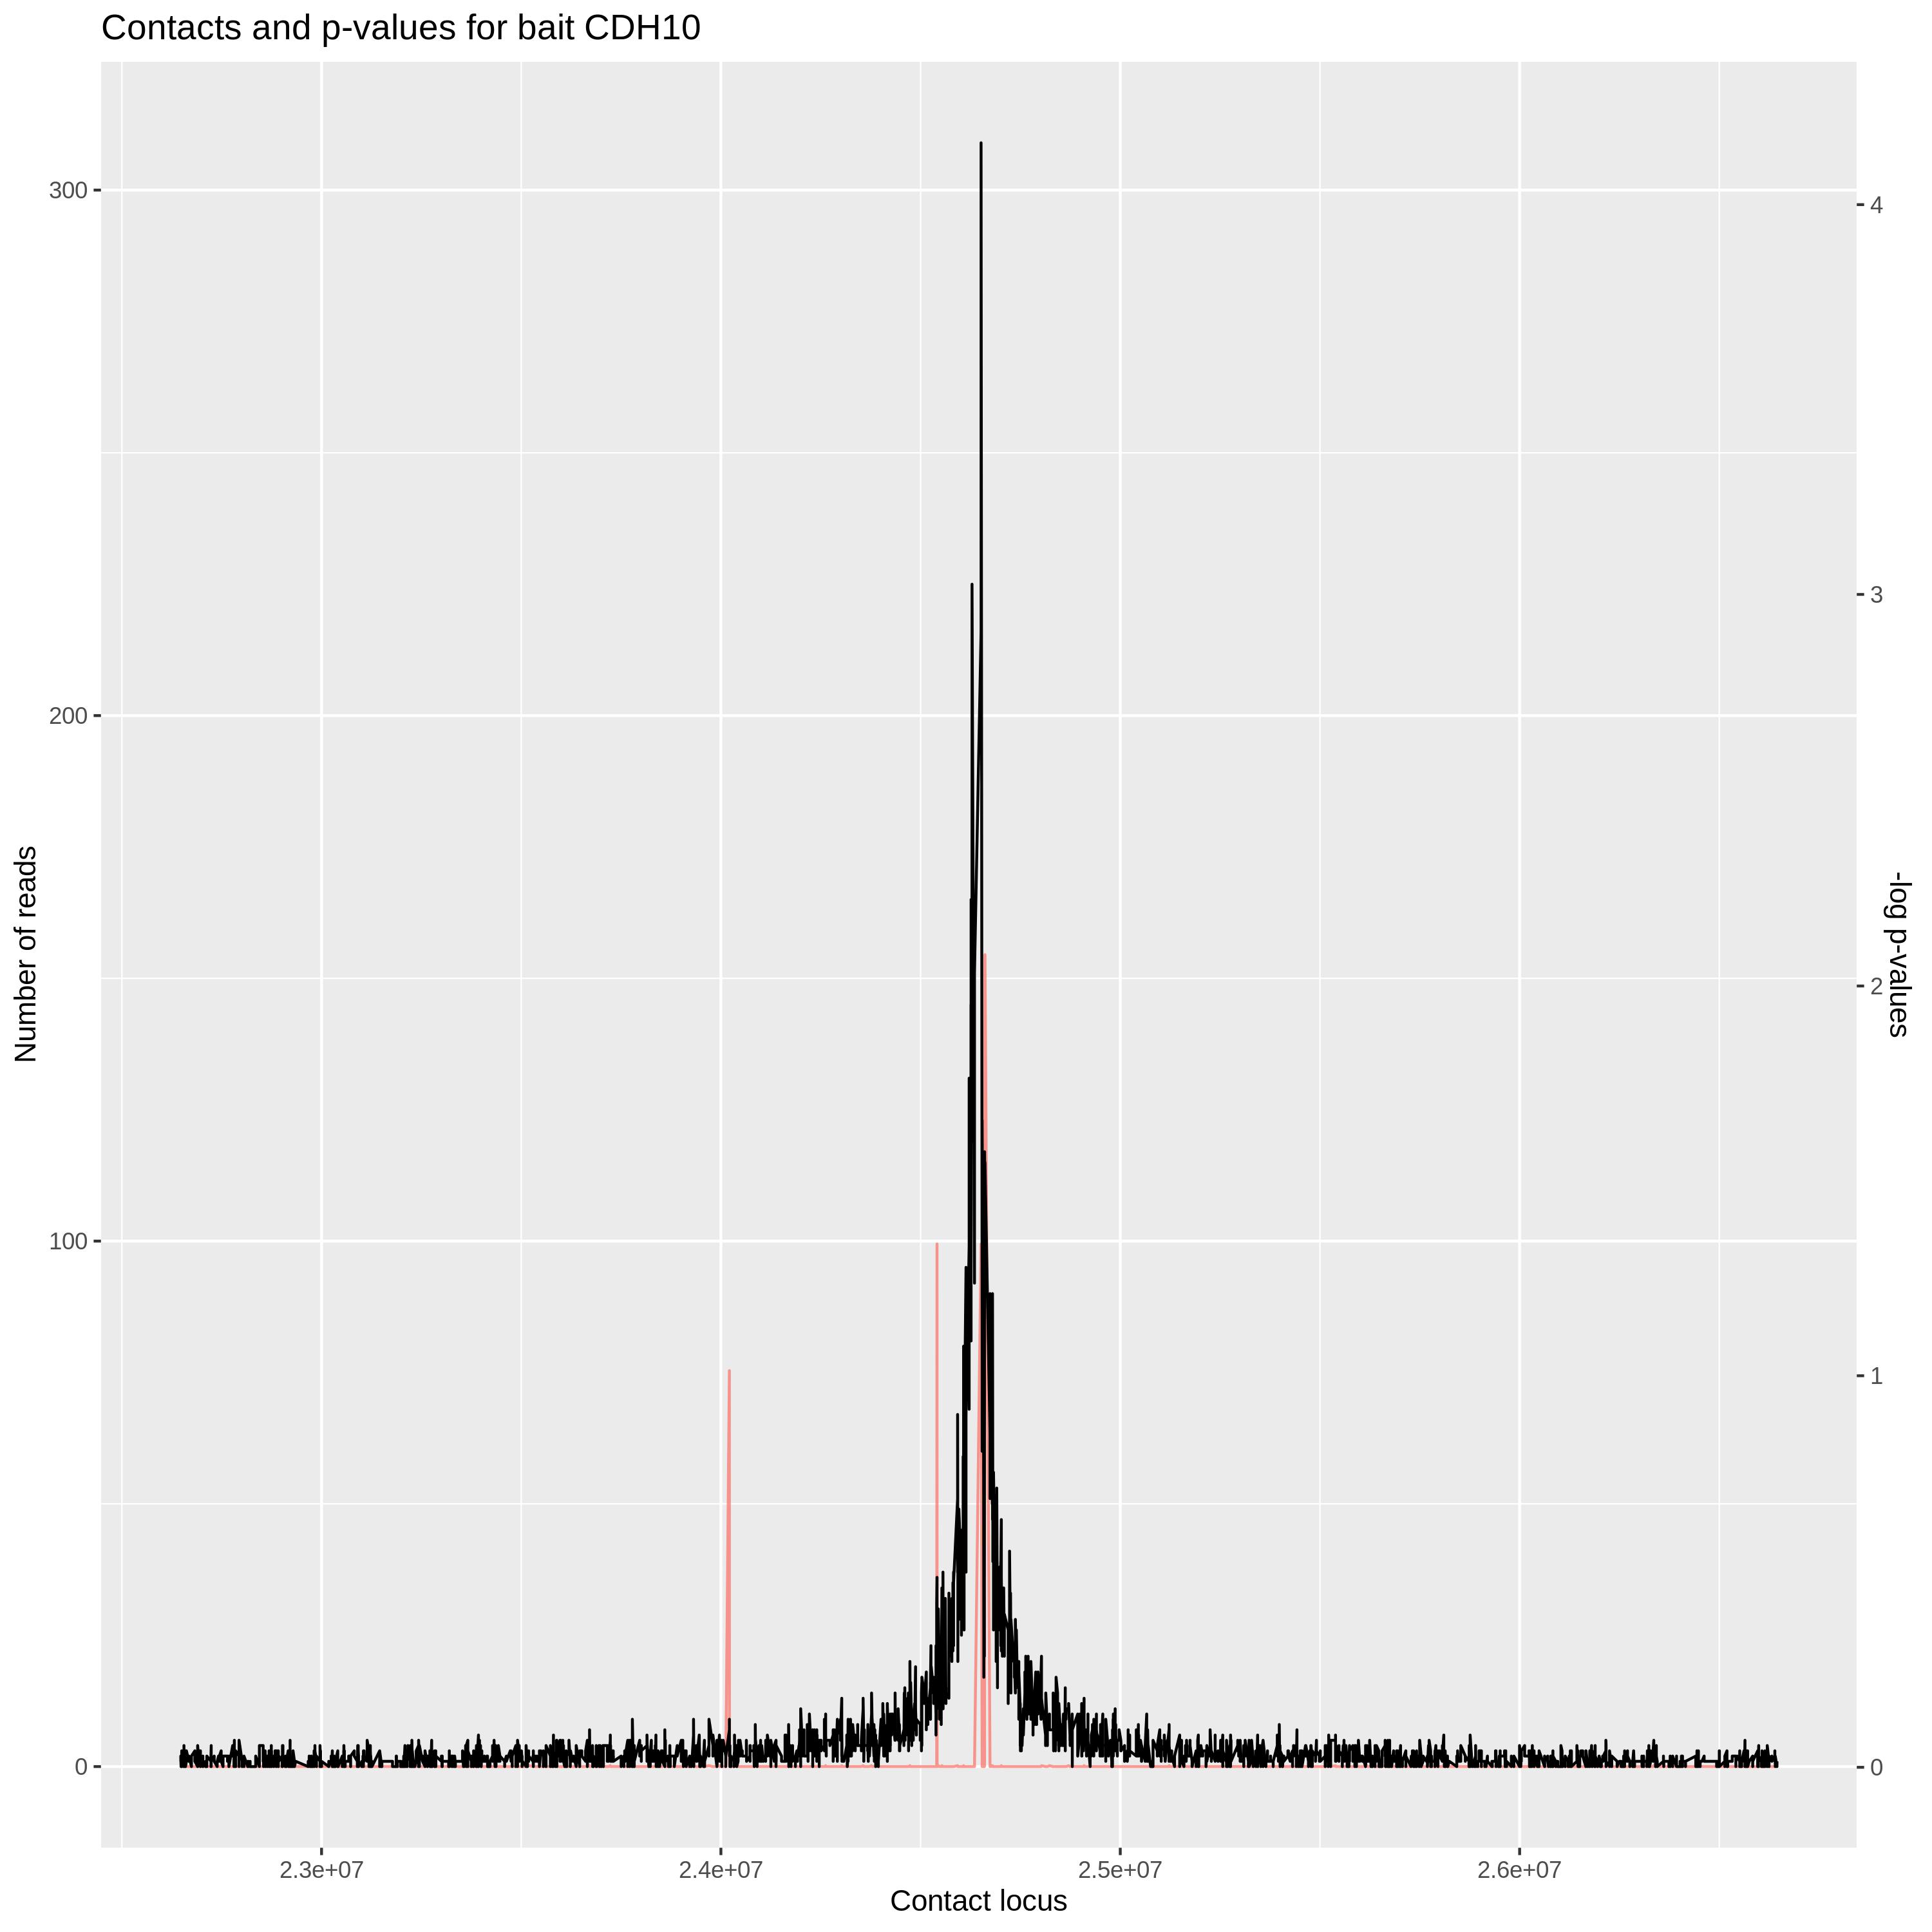 Contacts and p-values for bait CDH10
300
200
100
0
Number of reads
4
3
2
1
0
-log p-values
2.3e+07
2.4e+07
2.5e+07
2.6e+07
Contact locus